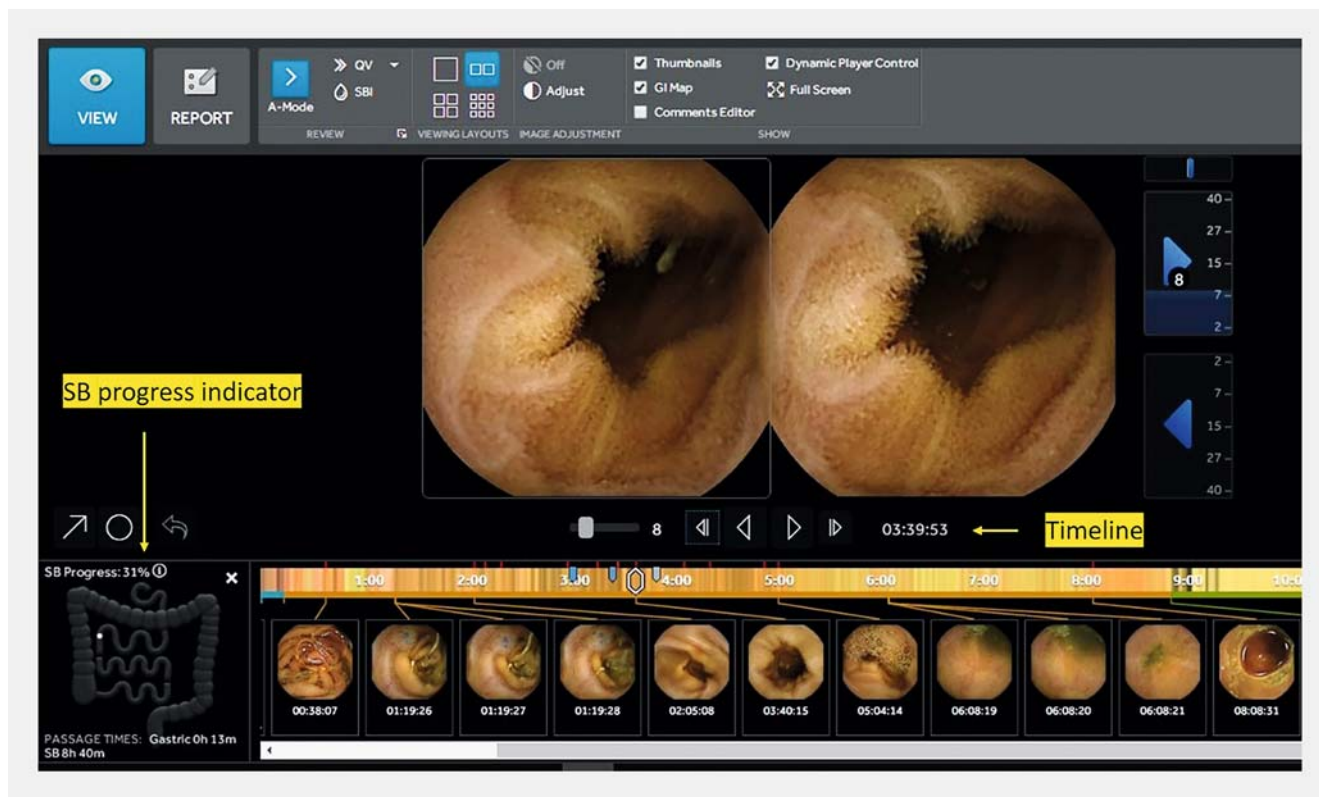 VIEW
REPORT
A-Mode
QV
SBI
REVIEW
VIEWING LAYOUTS
IMAGE ADJUSTMENT
Off
Adjust
Thumbnails
GI Map
Comments Editor
Dynamic Player Control
Full Screen
SHOW
40
27
15
8
7
2
2
7
15
27
40
SB progress indicator
8
03:39:53
Timeline
SB Progress: 31%
1:00 2:00 3:00 4:00 5:00 6:00 7:00 8:00 9:00 10:0
00:38:07 01:19:26 01:19:27 01:19:28 02:05:08 03:40:15 05:04:14 06:08:19 06:08:20 06:08:21 08:08:31
PASSAGE TIMES: Gastric 0h 13m
SB 8h 40m